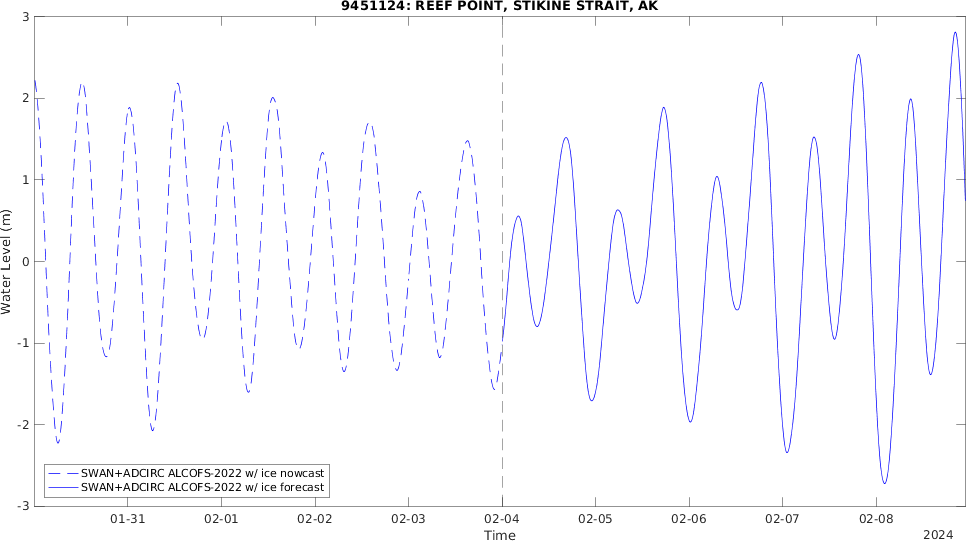 9451124: REEF POINT, STIKINE STRAIT, AK
3
2
1
0
-1
-2
-3
Water Level (m)
SWAN+ADCIRC ALCOFS-2022 w/ ice nowcast
SWAN+ADCIRC ALCOFS-2022 w/ ice forecast
01-31 02-01 02-02 02-03 02-04 02-05 02-06 02-07 02-08
Time
2024